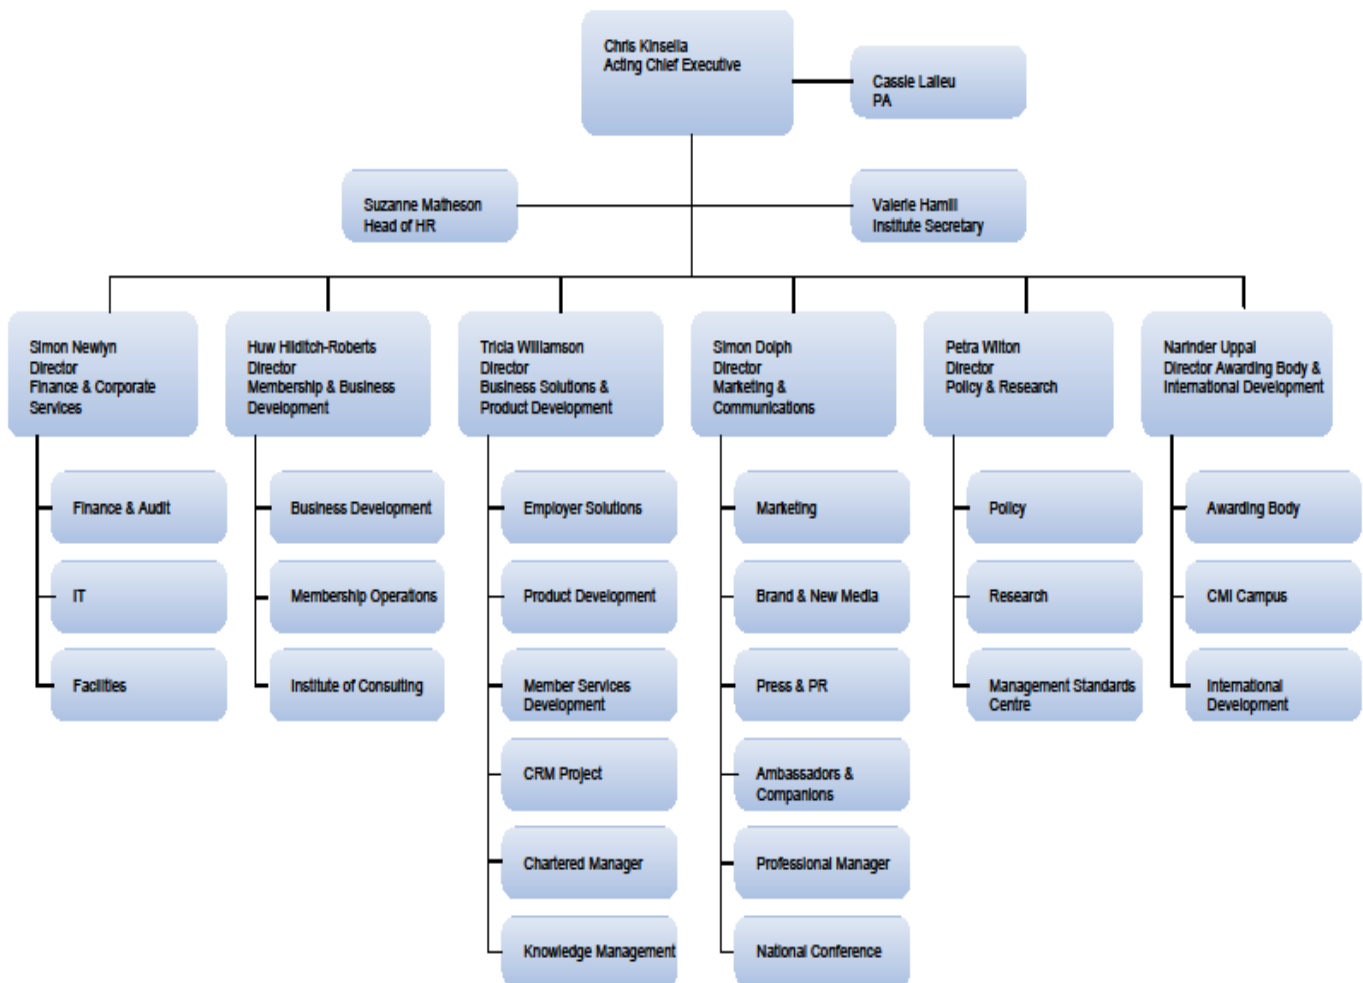 Chris Kinsella
Acting Chief Executive
Cassie Lalleu
PA
Suzanne Matheson
Head of HR
Valerie Hamill
Institute Secretary
Simon Newlyn
Director
Finance & Corporate
Services
Huw Hilditch-Roberts
Director
Membership & Business
Development
Tricia Williamson
Director
Business Solutions &
Product Development
Simon Dolph
Director
Marketing &
Communications
Petra Wilton
Director
Policy & Research
Narinder Uppal
Director Awarding Body &
International Development
Finance & Audit
IT
Facilities
Business Development
Membership Operations
Institute of Consulting
Employer Solutions
Product Development
Member Services
Development
CRM Project
Chartered Manager
Knowledge Management
Marketing
Brand & New Media
Press & PR
Ambassadors &
Companions
Professional Manager
National Conference
Policy
Research
Management Standards
Centre
Awarding Body
CMI Campus
International
Development